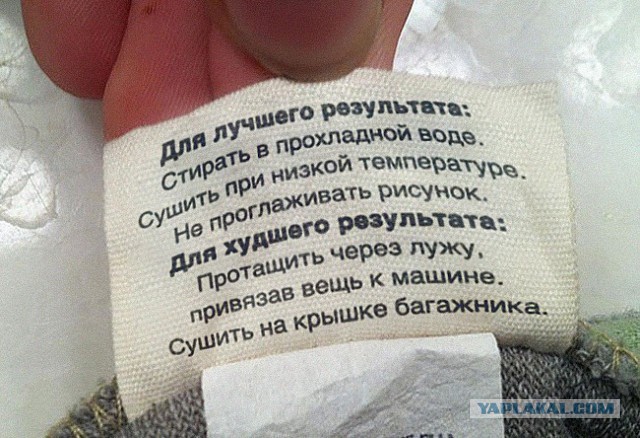 Для лучшего результата:
Стирать в прохладной воде.
Сушить при низкой температуре.
Не проглаживать рисунок.
Для худшего результата:
Протащить через лужу,
привязав вещь к машине.
Сушить на крышке багажника.
YAPLAKAL.COM